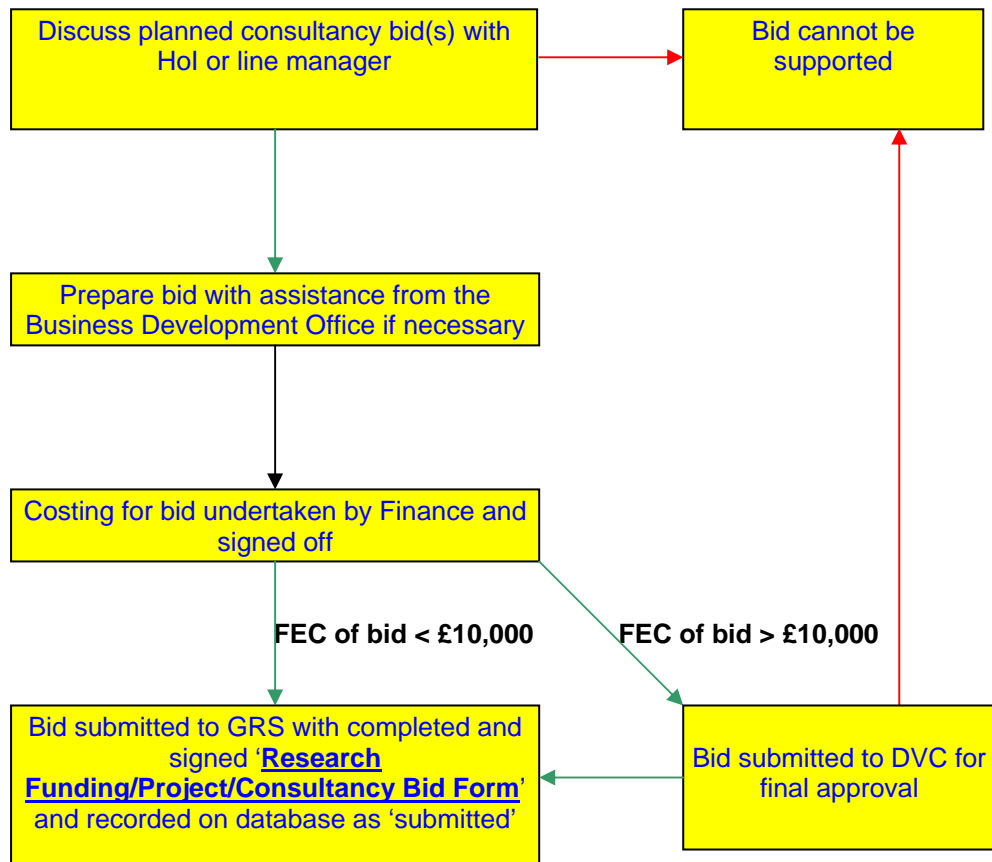 Discuss planned consultancy bid(s) with
HoI or line manager
Bid cannot be
supported
Prepare bid with assistance from the
Business Development Office if necessary
Costing for bid undertaken by Finance and
signed off
FEC of bid < £10,000
FEC of bid > £10,000
Bid submitted to GRS with completed and
signed ‘Research
Funding/Project/Consultancy Bid Form’
and recorded on database as ‘submitted’
Bid submitted to DVC for
final approval